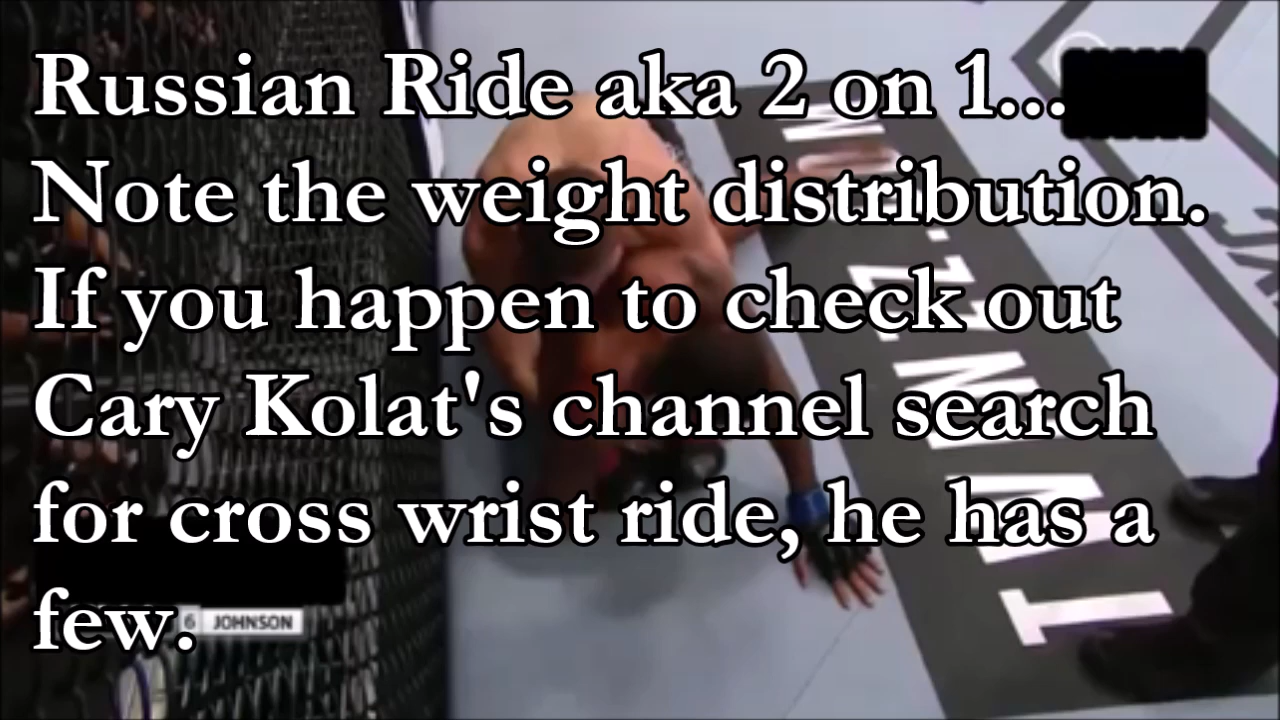 Russian Ride aka 2 on 1...
Note the weight distribution.
If you happen to check out
Cary Kolat's channel search
for cross wrist ride, he has a
few.
6 JOHNSON